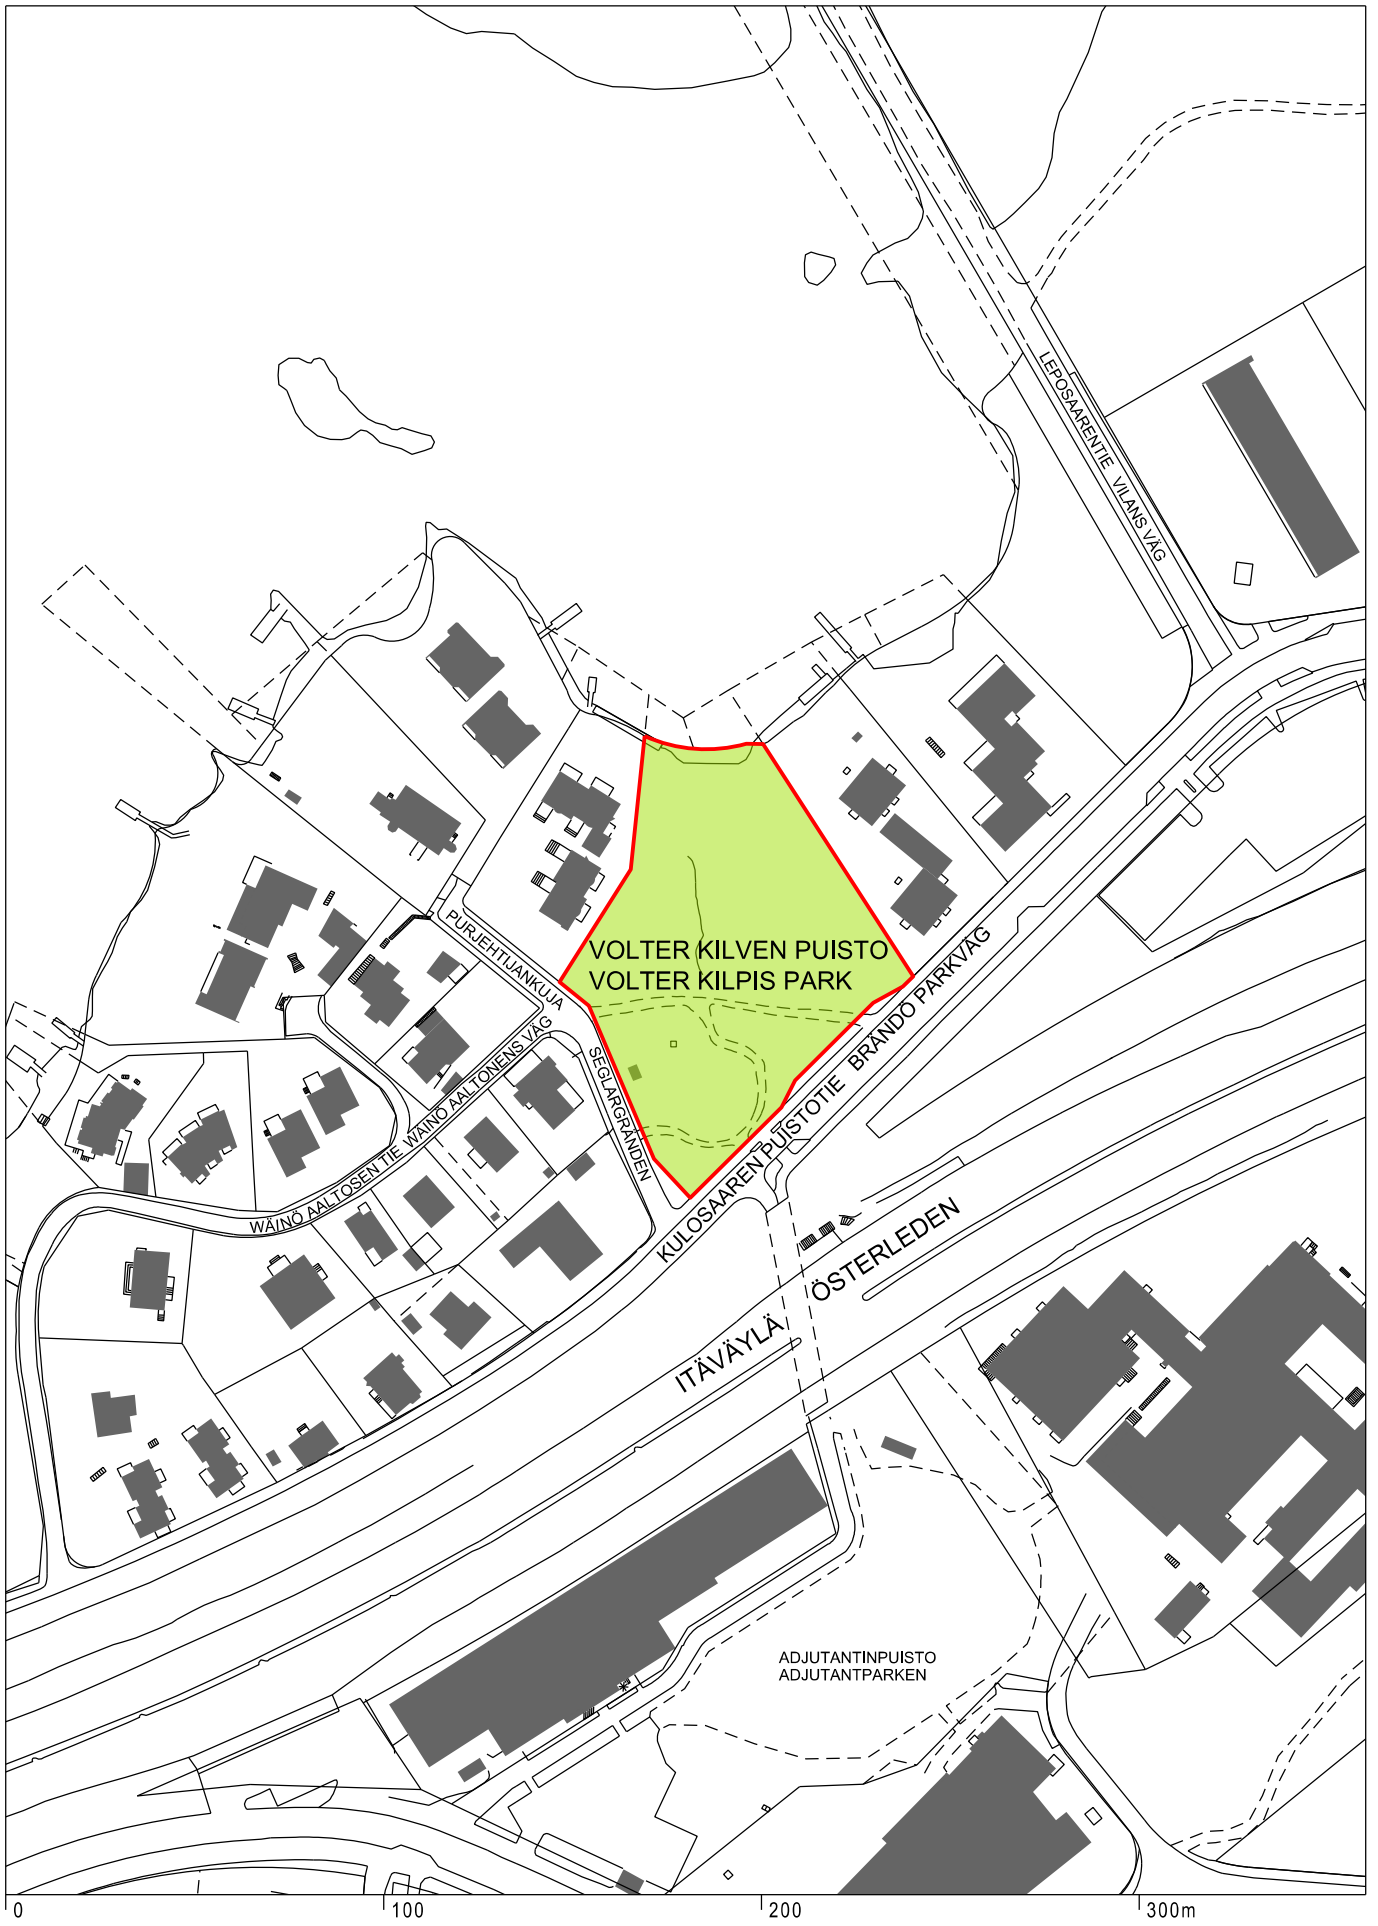 LEPOSAARENTIE VILANS VÄG
PURJEHTIJANKUJA
VOLTER KILVEN PUISTO
VOLTER KILPIS PARK
SEGLARGRÄNDEN
WÄINÖ AALTOSEN TIE WÄINÖ AALTONENS VÄG
KULOSAAREN PUISTOTIE BRÄNDÖ PARKVÄG
ITÄVÄYLÄ ÖSTERLEDEN
ADJUTANTINPUISTO
ADJUTANTPARKEN
0 100 200 300m